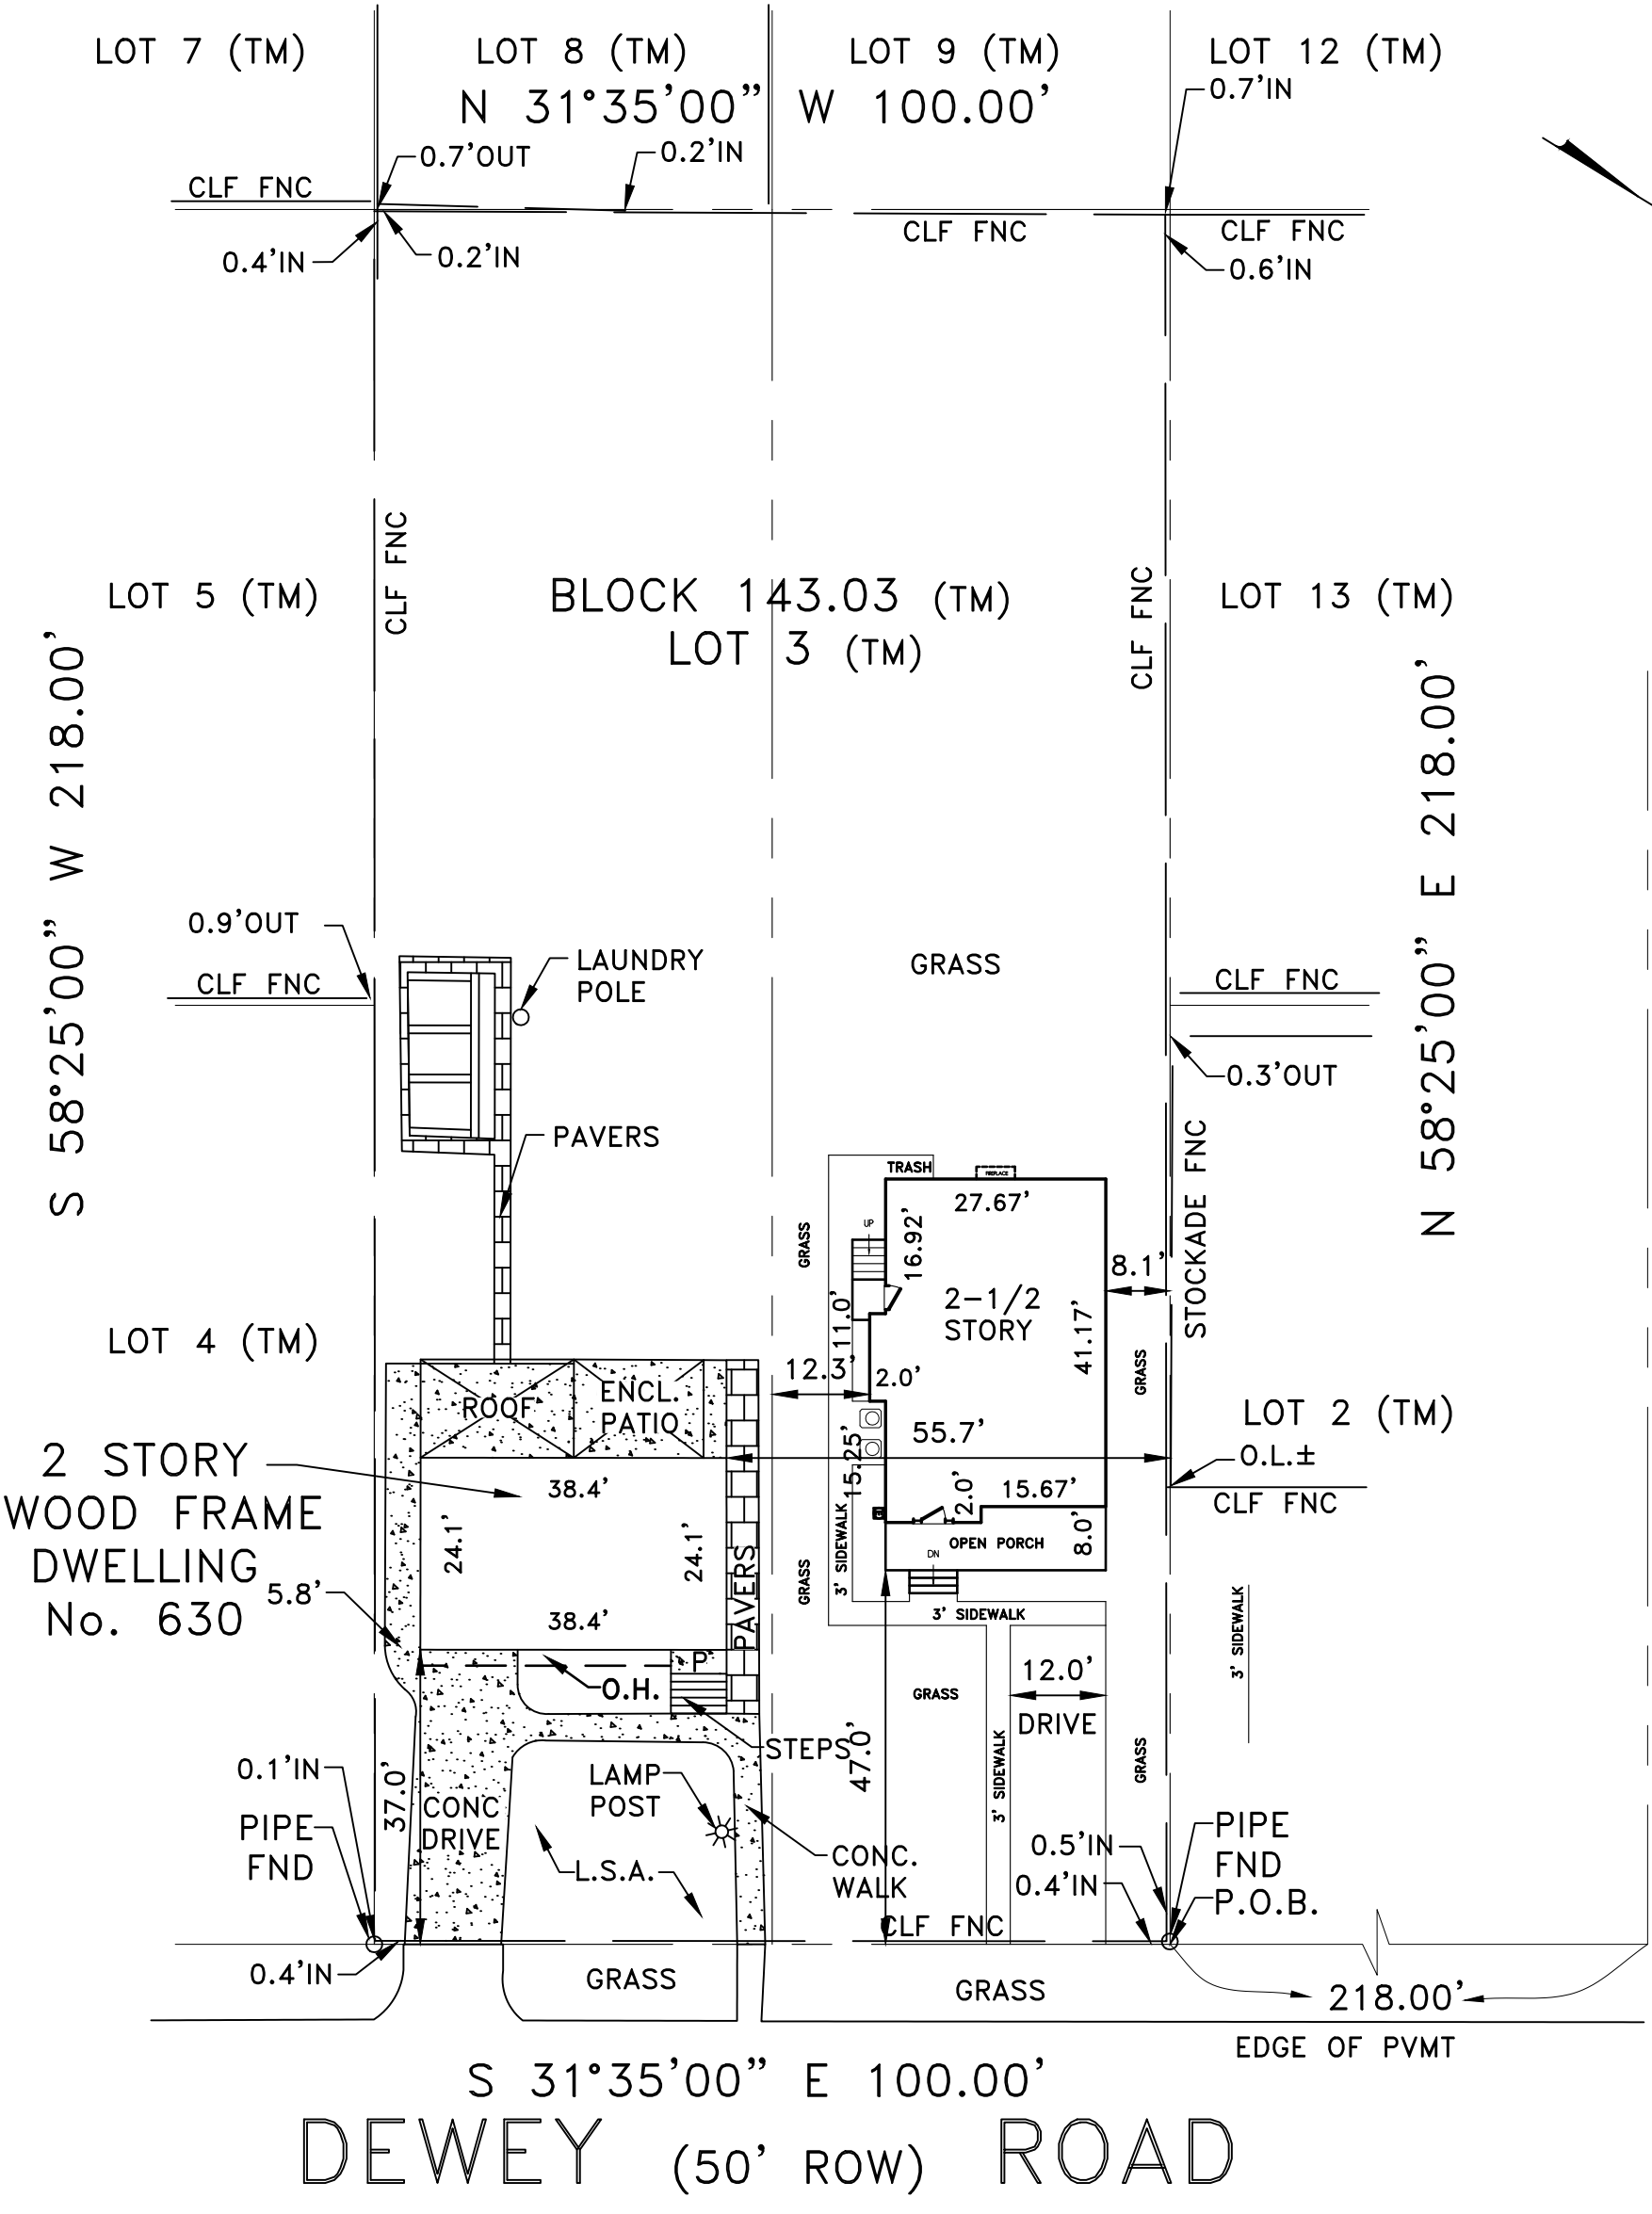 LOT 7 (TM)
LOT 8 (TM)
LOT 9 (TM)
LOT 12 (TM)
N 31°35'00" W 100.00'
0.7'IN
0.7'OUT
0.2'IN
CLF FNC
CLF FNC
CLF FNC
0.4'IN
0.2'IN
0.6'IN
CLF FNC
CLF FNC
LOT 5 (TM)
BLOCK 143.03 (TM)
LOT 3 (TM)
LOT 13 (TM)
S 58°25'00" W 218.00'
N 58°25'00" E 218.00'
0.9'OUT
CLF FNC
LAUNDRY
POLE
GRASS
CLF FNC
0.3'OUT
PAVERS
STOCKADE FNC
TRASH
FIREPLACE
27.67'
16.92'
UP
GRASS
8.1'
2-1/2
STORY
11.0'
41.17'
LOT 4 (TM)
12.3'
2.0'
GRASS
ROOF
ENCL.
PATIO
LOT 2 (TM)
55.7'
O.L.±
CLF FNC
2 STORY
WOOD FRAME
DWELLING
No. 630
38.4'
15.25'
2.0'
15.67'
24.1'
24.1'
PAVERS
OPEN PORCH
8.0'
DN
3' SIDEWALK
GRASS
5.8'
38.4'
3' SIDEWALK
3' SIDEWALK
P
O.H.
12.0'
GRASS
DRIVE
STEPS
47.0'
0.1'IN
37.0'
LAMP
POST
3' SIDEWALK
GRASS
CONC
DRIVE
PIPE
FND
L.S.A.
CONC.
WALK
0.5'IN
0.4'IN
PIPE
FND
P.O.B.
CLF FNC
0.4'IN
GRASS
GRASS
218.00'
EDGE OF PVMT
S 31°35'00" E 100.00'
DEWEY (50' ROW) ROAD